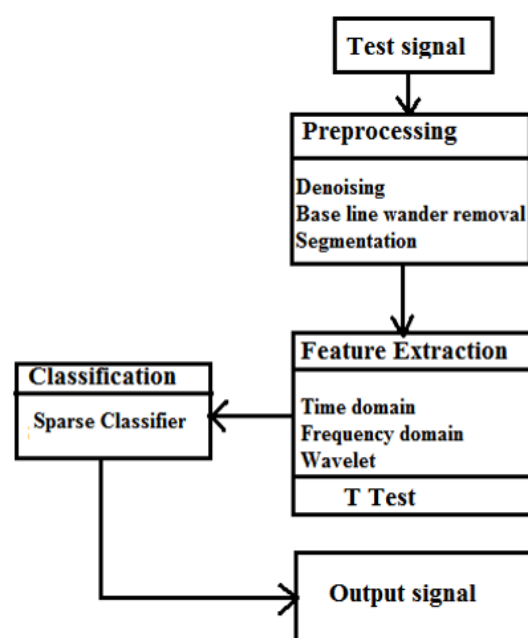 Test signal
Preprocessing
Denoising
Base line wander removal
Segmentation
Feature Extraction
Time domain
Frequency domain
Wavelet
T Test
Classification
Sparse Classifier
Output signal